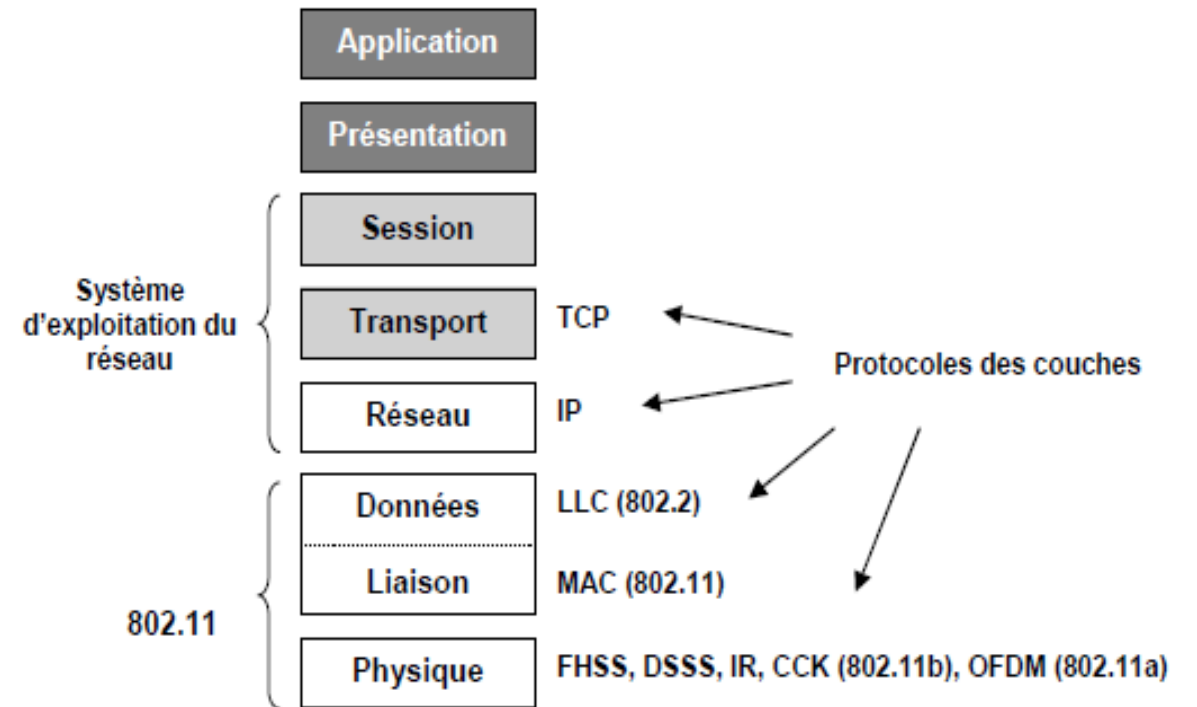 Application
Présentation
Session
Système
d'exploitation du
réseau
Transport
TCP
Protocoles des couches
Réseau
IP
Données
LLC (802.2)
Liaison
MAC (802.11)
802.11
Physique
FHSS, DSSS, IR, CCK (802.11b), OFDM (802.11a)